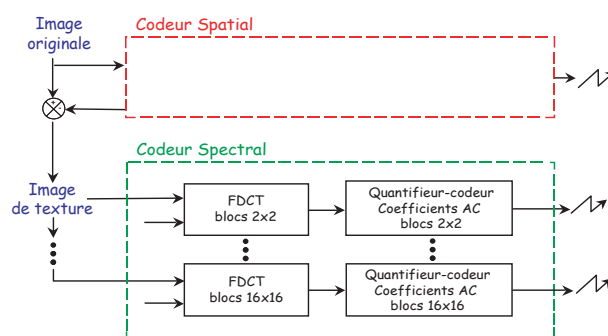 Image
originale
Codeur Spatial
+
-
Codeur Spectral
Image
de texture
FDCT
blocs 2x2
Quantifieur-codeur
Coefficients AC
blocs 2x2
FDCT
blocs 16x16
Quantifieur-codeur
Coefficients AC
blocs 16x16